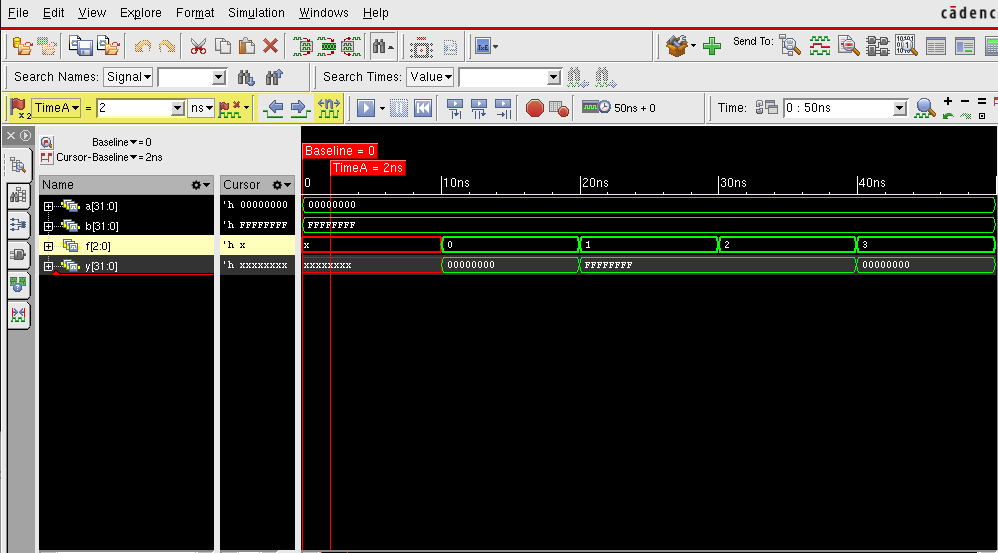 File Edit View Explore Format Simulation Windows Help
cādenc
Send To:
Search Names: Signal Search Times: Value
x2 TimeA = 2 ns 50ns + 0 Time: 0 : 50ns
Baseline = 0
Cursor-Baseline = 2ns
Baseline = 0
TimeA = 2ns
Name Cursor 0 10ns 20ns 30ns 40ns
a[31:0] 'h 00000000 00000000
b[31:0] 'h FFFFFFFF FFFFFFFF
f[2:0] 'h x x 0 1 2 3
y[31:0] 'h xxxxxxxx xxxxxxxx 00000000 FFFFFFFF 00000000